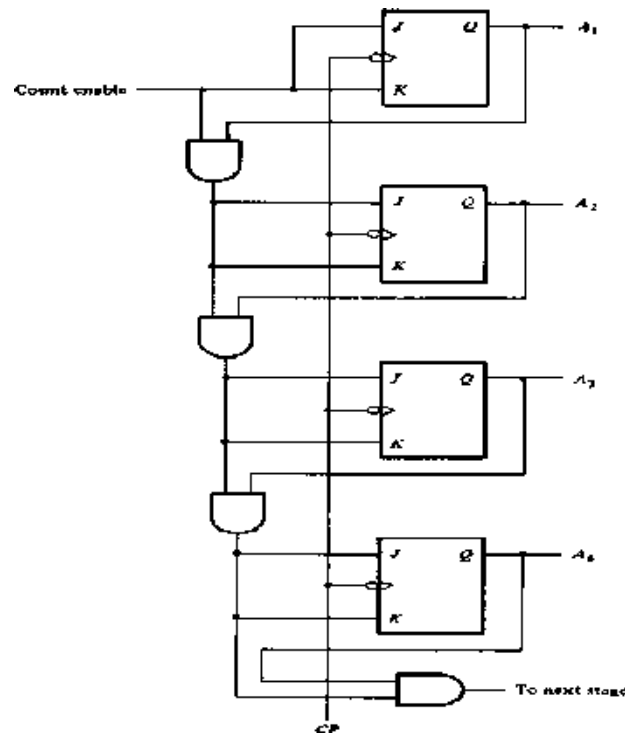 J Q A₁
Count enable
K
J Q A₂
K
J Q A₃
K
J Q A₄
K
To next stage
CP